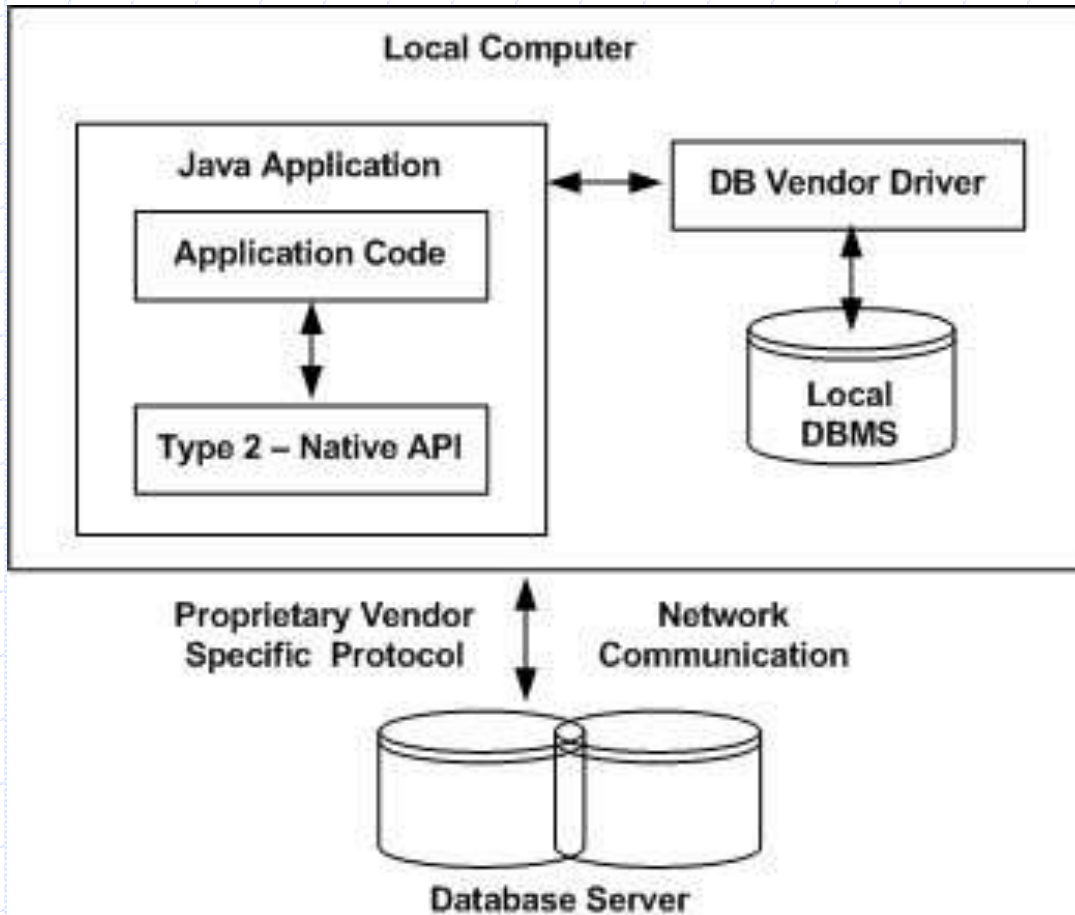 Local Computer
Java Application
DB Vendor Driver
Application Code
Local
DBMS
Type 2 – Native API
Proprietary Vendor
Specific Protocol
Network
Communication
Database Server